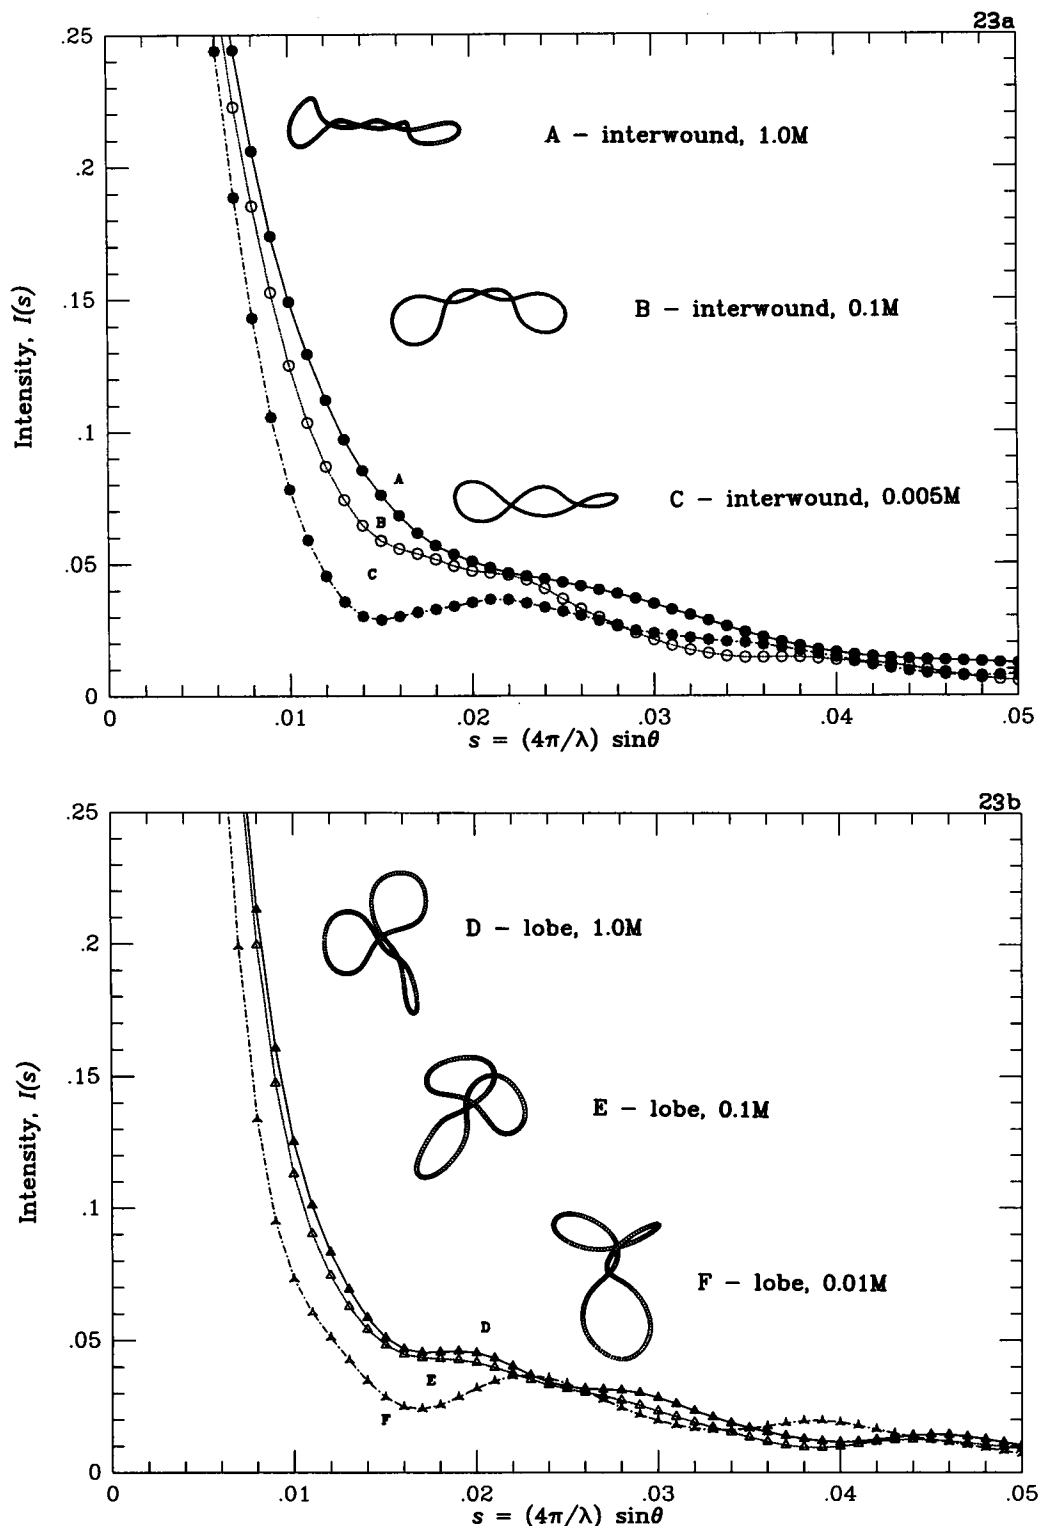 23a
.25
A – interwound, 1.0M
.2
B – interwound, 0.1M
.15
Intensity, I(s)
.1
A
B
C – interwound, 0.005M
C
.05
0
0 .01 .02 .03 .04 .05
s = (4π/λ) sinθ
23b
.25
D – lobe, 1.0M
.2
.15
E – lobe, 0.1M
Intensity, I(s)
.1
F – lobe, 0.01M
D
.05
E
F
0
0 .01 .02 .03 .04 .05
s = (4π/λ) sinθ